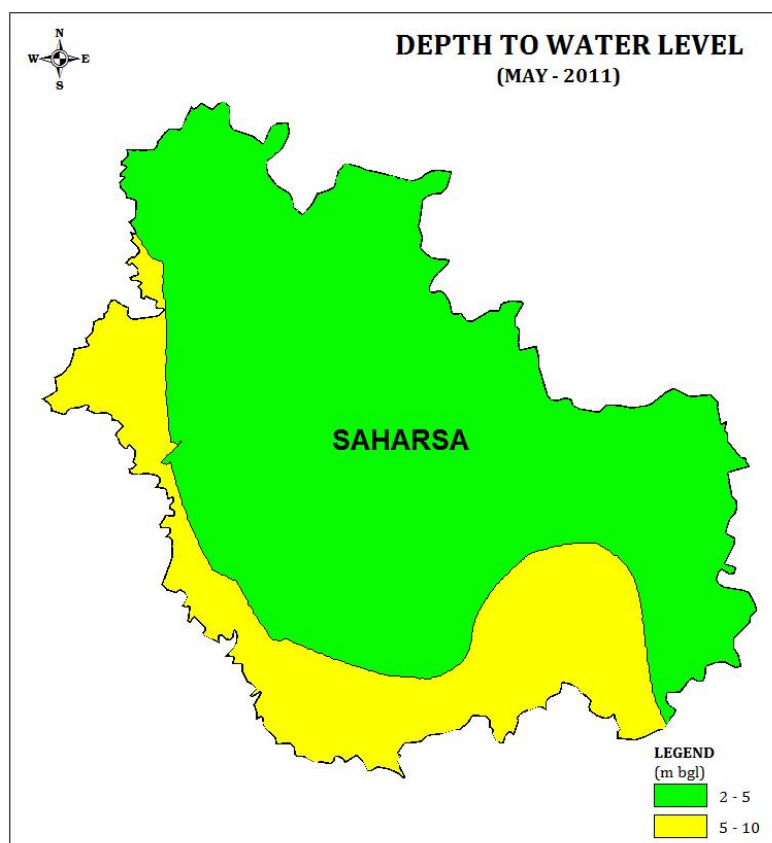 N
W E
S
DEPTH TO WATER LEVEL
(MAY - 2011)
SAHARSA
LEGEND
(m bgl)
2 - 5
5 - 10